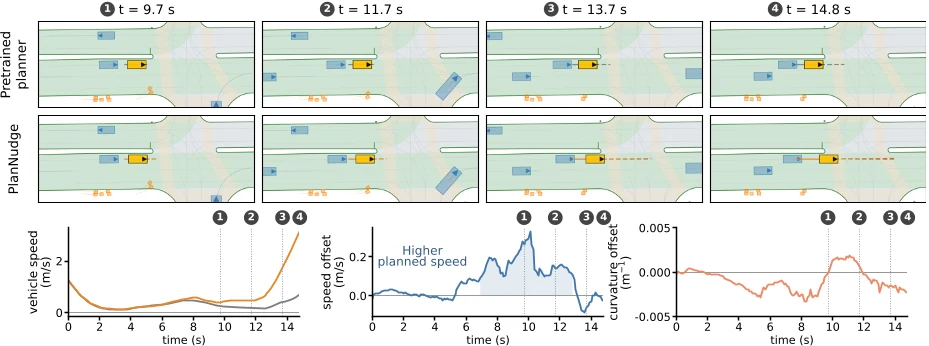 1 t = 9.7 s
2 t = 11.7 s
3 t = 13.7 s
4 t = 14.8 s
Pretrained
planner
PlanNudge
1 2 3 4
1 2 3 4
1 2 3 4
vehicle speed
(m/s)
2
0
0 2 4 6 8 10 12 14
time (s)
speed offset
(m/s)
0.2
0.0
Higher
planned speed
0 2 4 6 8 10 12 14
time (s)
curvature offset
(m⁻¹)
0.005
0.000
-0.005
0 2 4 6 8 10 12 14
time (s)